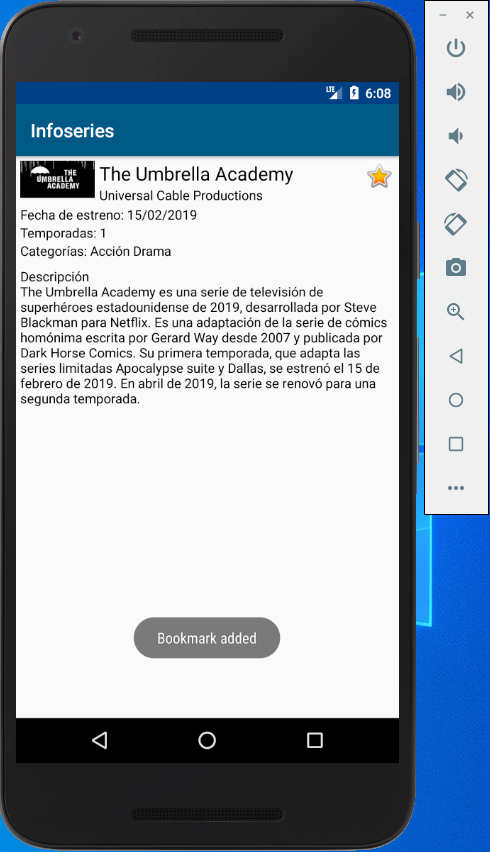 LTE 6:08
Infoseries
THE UMBRELLA ACADEMY
The Umbrella Academy
Universal Cable Productions
Fecha de estreno: 15/02/2019
Temporadas: 1
Categorías: Acción Drama
Descripción
The Umbrella Academy es una serie de televisión de
superhéroes estadounidense de 2019, desarrollada por Steve
Blackman para Netflix. Es una adaptación de la serie de cómics
homónima escrita por Gerard Way desde 2007 y publicada por
Dark Horse Comics. Su primera temporada, que adapta las
series limitadas Apocalypse suite y Dallas, se estrenó el 15 de
febrero de 2019. En abril de 2019, la serie se renovó para una
segunda temporada.
Bookmark added